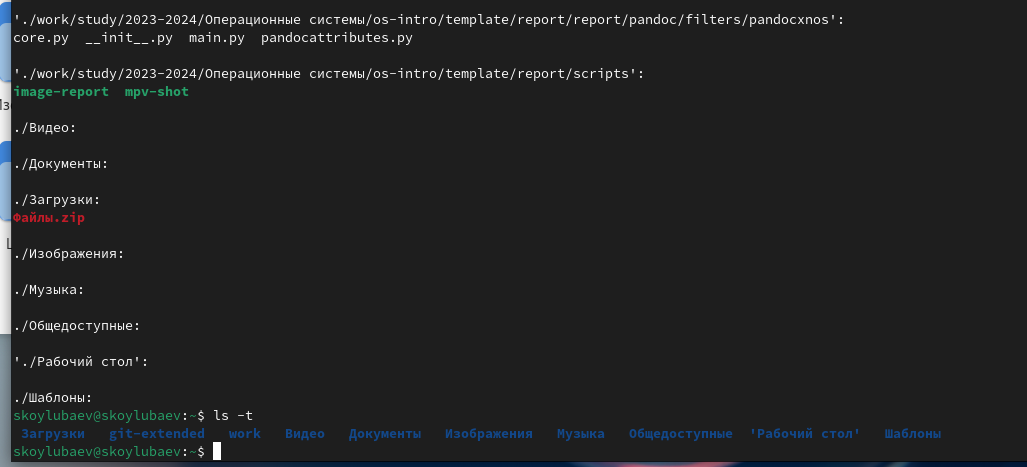 './work/study/2023-2024/Операционные системы/os-intro/template/report/report/pandoc/filters/pandocxnos':
core.py  __init__.py  main.py  pandocattributes.py
'./work/study/2023-2024/Операционные системы/os-intro/template/report/scripts':
image-report  mpv-shot
./Видео:
./Документы:
./Загрузки:
Файлы.zip
./Изображения:
./Музыка:
./Общедоступные:
'./Рабочий стол':
./Шаблоны:
skoylubaev@skoylubaev:~$ ls -t
Загрузки  git-extended  work  Видео  Документы  Изображения  Музыка  Общедоступные  'Рабочий стол'  Шаблоны
skoylubaev@skoylubaev:~$